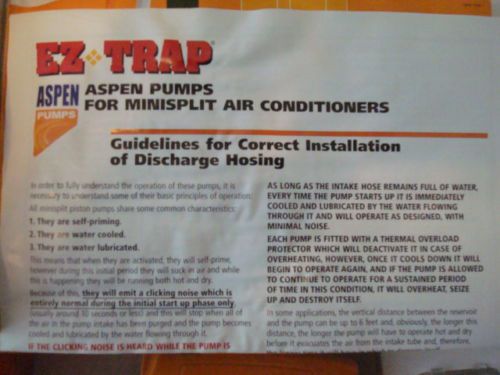 EZ TRAP®
ASPEN PUMPS
ASPEN PUMPS
FOR MINISPLIT AIR CONDITIONERS
Guidelines for Correct Installation
of Discharge Hosing
In order to fully understand the operation of these pumps, it is
necessary to understand some of their basic principles of operation.
All minisplit piston pumps share some common characteristics:
1. They are self-priming.
2. They are water cooled.
3. They are water lubricated.
This means that when they are activated, they will self-prime,
however during this initial period they will suck in air and while
this is happening they will be running both hot and dry.
Because of this, they will emit a clicking noise which is
entirely normal during the initial start up phase only,
(usually around 10 seconds or less) and this will stop when all of
the air in the pump intake has been purged and the pump becomes
cooled and lubricated by the water flowing through it.
IF THE CLICKING NOISE IS HEARD WHILE THE PUMP IS
AS LONG AS THE INTAKE HOSE REMAINS FULL OF WATER,
EVERY TIME THE PUMP STARTS UP IT IS IMMEDIATELY
COOLED AND LUBRICATED BY THE WATER FLOWING
THROUGH IT AND WILL OPERATE AS DESIGNED, WITH
MINIMAL NOISE.
EACH PUMP IS FITTED WITH A THERMAL OVERLOAD
PROTECTOR WHICH WILL DEACTIVATE IT IN CASE OF
OVERHEATING, HOWEVER, ONCE IT COOLS DOWN IT WILL
BEGIN TO OPERATE AGAIN, AND IF THE PUMP IS ALLOWED
TO CONTINUE TO OPERATE FOR A SUSTAINED PERIOD
OF TIME IN THIS CONDITION, IT WILL OVERHEAT, SEIZE
UP AND DESTROY ITSELF.
In some applications, the vertical distance between the reservoir
and the pump can be up to 6 feet and, obviously, the longer this
distance, the longer the pump will have to operate hot and dry
before it evacuates the air from the intake tube and, therefore,